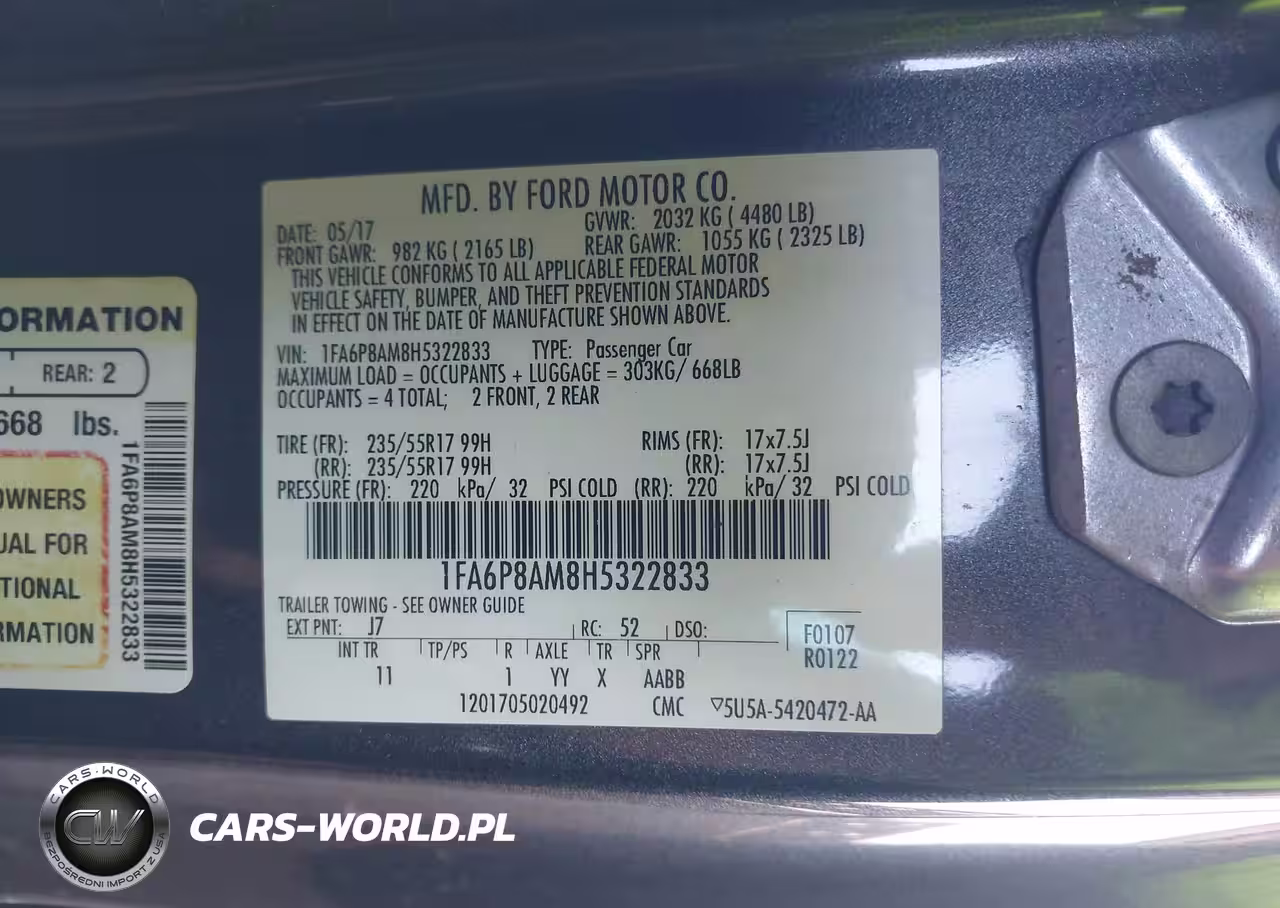 ORMATION
REAR: 2
668 lbs.
OWNERS
UAL FOR
TIONAL
RMATION
1FA6P8AM8H5322833
MFD. BY FORD MOTOR CO.
DATE: 05/17 GVWR: 2032 KG ( 4480 LB)
FRONT GAWR: 982 KG ( 2165 LB) REAR GAWR: 1055 KG ( 2325 LB)
THIS VEHICLE CONFORMS TO ALL APPLICABLE FEDERAL MOTOR
VEHICLE SAFETY, BUMPER, AND THEFT PREVENTION STANDARDS
IN EFFECT ON THE DATE OF MANUFACTURE SHOWN ABOVE.
VIN: 1FA6P8AM8H5322833 TYPE: Passenger Car
MAXIMUM LOAD = OCCUPANTS + LUGGAGE = 303KG/ 668LB
OCCUPANTS = 4 TOTAL; 2 FRONT, 2 REAR
TIRE (FR): 235/55R17 99H RIMS (FR): 17x7.5J
(RR): 235/55R17 99H (RR): 17x7.5J
PRESSURE (FR): 220 kPa/ 32 PSI COLD (RR): 220 kPa/ 32 PSI COLD
1FA6P8AM8H5322833
TRAILER TOWING - SEE OWNER GUIDE
EXT PNT: J7 RC: 52 DSO: F0107
INT TR TP/PS R AXLE TR SPR R0122
11 1 YY X AABB
1201705020492 CMC ▽5U5A-5420472-AA
CARS-WORLD
CW
BEZPOŚREDNI IMPORT Z USA
CARS-WORLD.PL